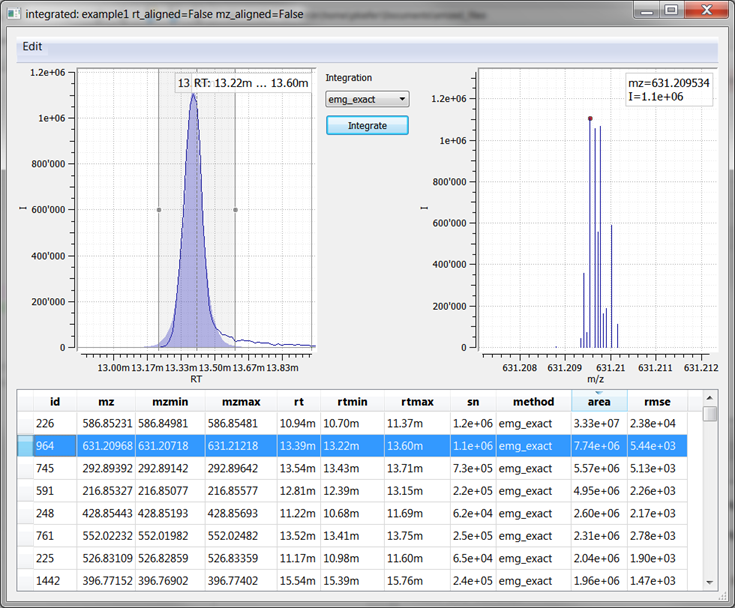 integrated: example1 rt_aligned=False mz_aligned=False
Edit
1.2e+06
1e+06
800'000
600'000
400'000
200'000
0
I
13 RT: 13.22m ... 13.60m
13.00m 13.17m 13.33m 13.50m 13.67m 13.83m
RT
Integration
emg_exact
Integrate
1.2e+06
1e+06
800'000
600'000
400'000
200'000
0
I
mz=631.209534
I=1.1e+06
631.208 631.209 631.21 631.211 631.212
m/z
id mz mzmin mzmax rt rtmin rtmax sn method area rmse
226 586.85231 586.84981 586.85481 10.94m 10.70m 11.37m 1.2e+06 emg_exact 3.33e+07 2.38e+04
964 631.20968 631.20718 631.21218 13.39m 13.22m 13.60m 1.1e+06 emg_exact 7.74e+06 5.44e+03
745 292.89392 292.89142 292.89642 13.54m 13.43m 13.71m 7.3e+05 emg_exact 5.57e+06 5.13e+03
591 216.85327 216.85077 216.85577 12.81m 12.39m 13.15m 2.2e+05 emg_exact 4.95e+06 2.26e+03
248 428.85443 428.85193 428.85693 11.22m 10.68m 11.69m 6.2e+04 emg_exact 2.60e+06 2.17e+03
761 552.02232 552.01982 552.02482 13.52m 13.41m 13.75m 2.5e+05 emg_exact 2.31e+06 2.78e+03
225 526.83109 526.82859 526.83359 11.17m 10.98m 11.60m 6.5e+04 emg_exact 2.04e+06 1.90e+03
1442 396.77152 396.76902 396.77402 15.54m 15.39m 15.76m 2.4e+05 emg_exact 1.96e+06 1.47e+03